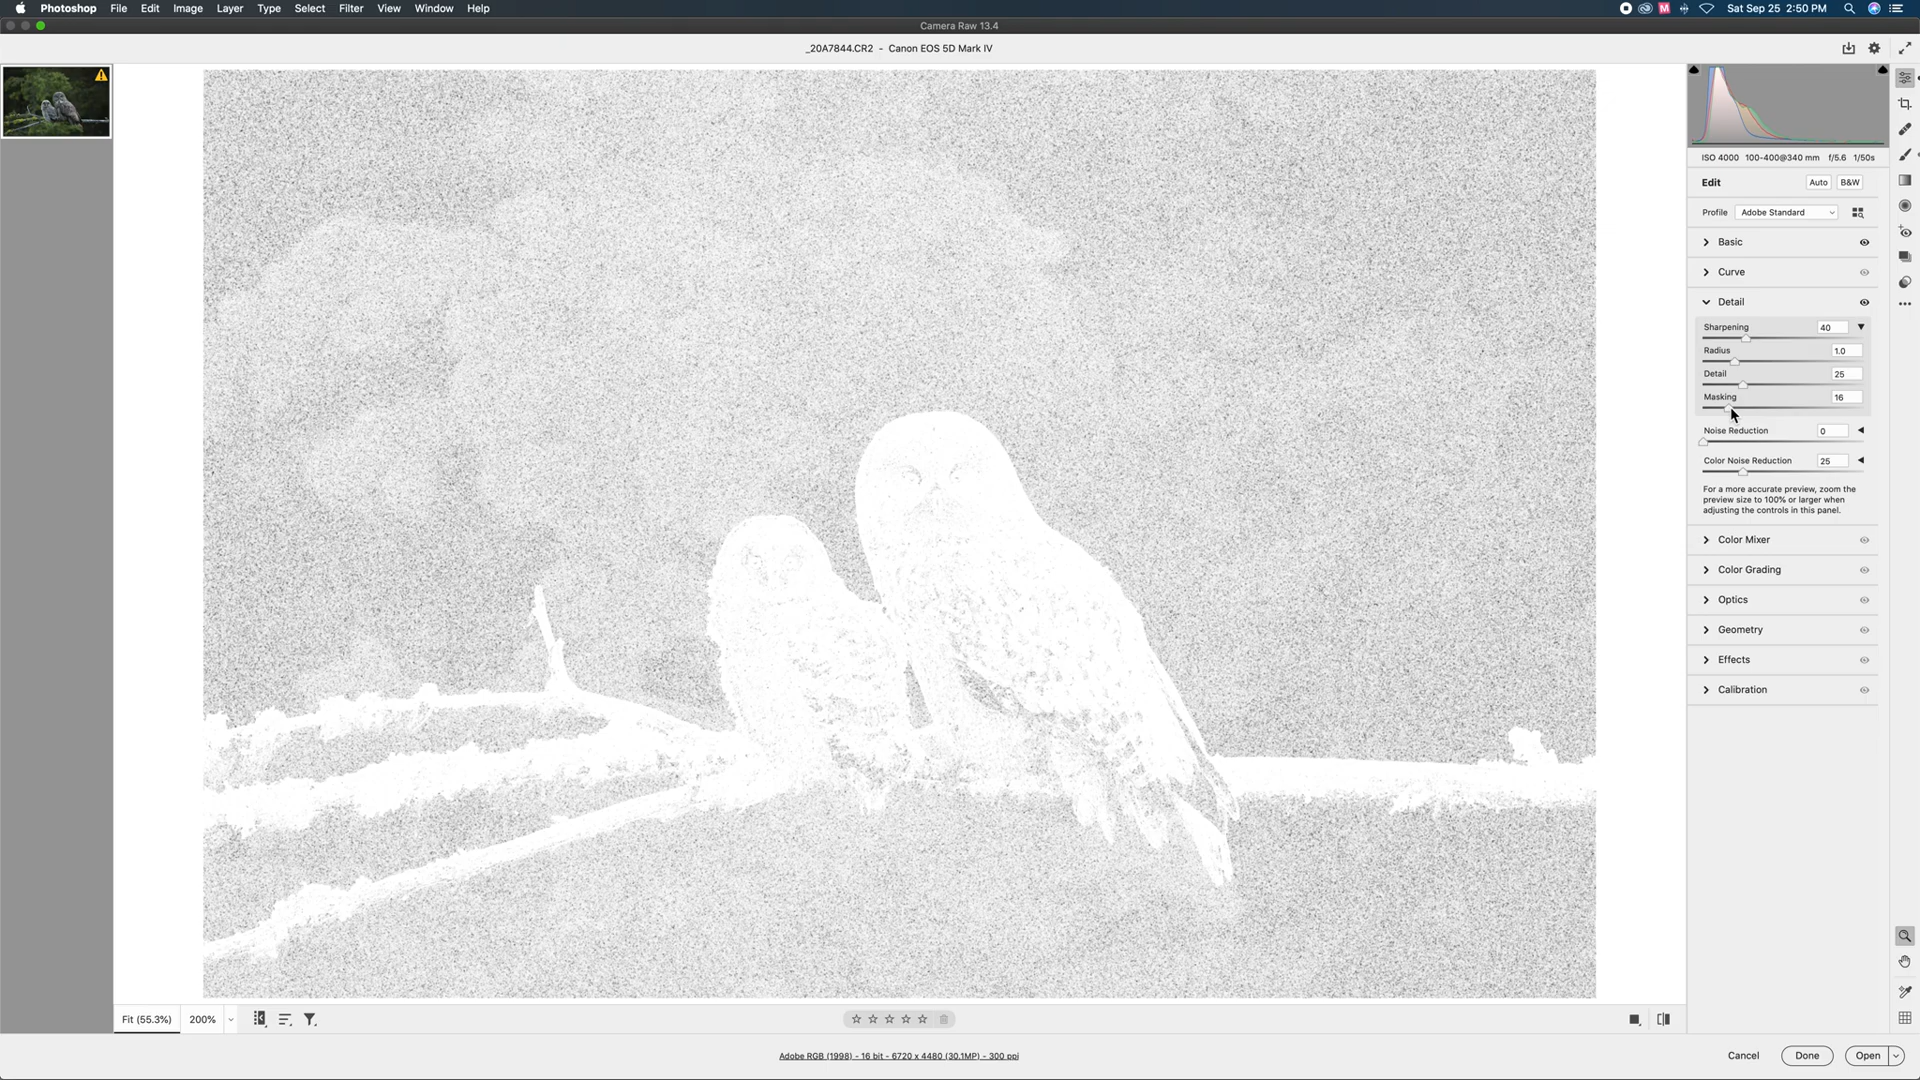 Photoshop File Edit Image Layer Type Select Filter View Window Help
Sat Sep 25 2:50 PM
Camera Raw 13.4
_20A7844.CR2 - Canon EOS 5D Mark IV
ISO 4000 100-400@340 mm f/5.6 1/50s
Edit Auto B&W
Profile Adobe Standard
Basic
Curve
Detail
Sharpening 40
Radius 1.0
Detail 25
Masking 16
Noise Reduction 0
Color Noise Reduction 25
For a more accurate preview, zoom the
preview size to 100% or larger when
adjusting the controls in this panel.
Color Mixer
Color Grading
Optics
Geometry
Effects
Calibration
Fit (55.3%) 200%
Adobe RGB (1998) - 16 bit - 6720 x 4480 (30.1MP) - 300 ppi
Cancel Done Open